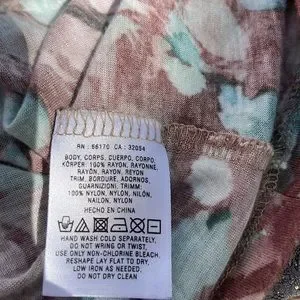 RN : 66170 CA : 32054
BODY, CORPS, CUERPO, CORPO,
KÖRPER: 100% RAYON, RAYONNE,
RAYÓN, RAYON, REYON
TRIM, BORDURE, ADORNOS,
GUARNIZIONI, TRIMM:
100% NYLON, NYLON, NILÓN,
NAILON, NYLON
HECHO EN CHINA
HAND WASH COLD SEPARATELY,
DO NOT WRING OR TWIST,
USE ONLY NON-CHLORINE BLEACH,
RESHAPE LAY FLAT TO DRY,
LOW IRON AS NEEDED,
DO NOT DRY CLEAN